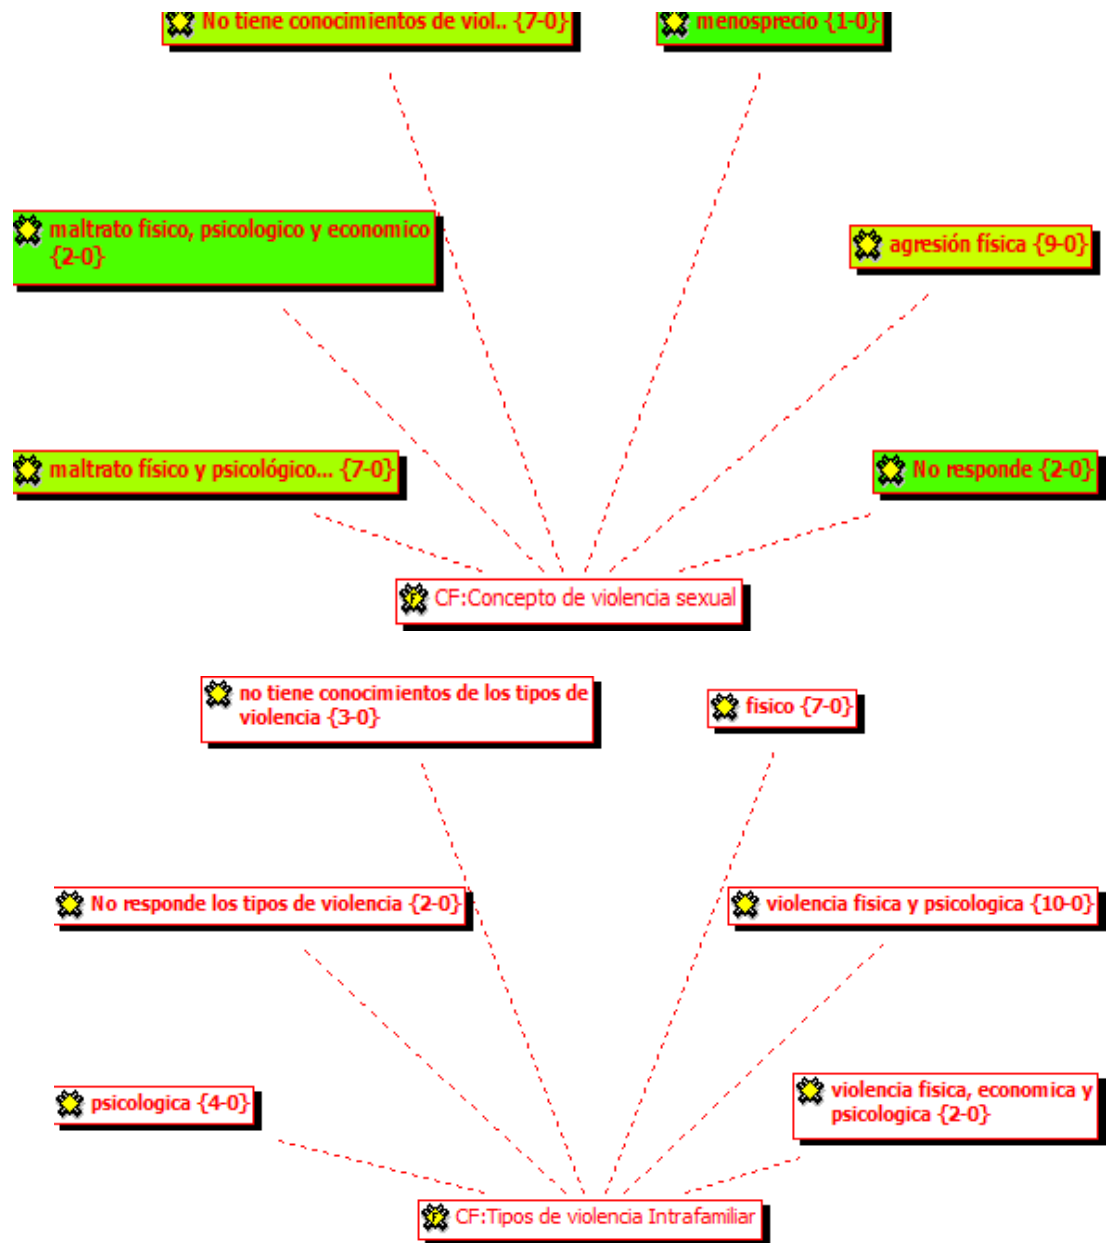 No tiene conocimientos de viol.. {7-0}
menosprecio {1-0}
maltrato fisico, psicologico y economico
{2-0}
agresión física {9-0}
maltrato físico y psicológico... {7-0}
No responde {2-0}
CF:Concepto de violencia sexual
no tiene conocimientos de los tipos de
violencia {3-0}
fisico {7-0}
No responde los tipos de violencia {2-0}
violencia fisica y psicologica {10-0}
psicologica {4-0}
violencia fisica, economica y
psicologica {2-0}
CF:Tipos de violencia Intrafamiliar